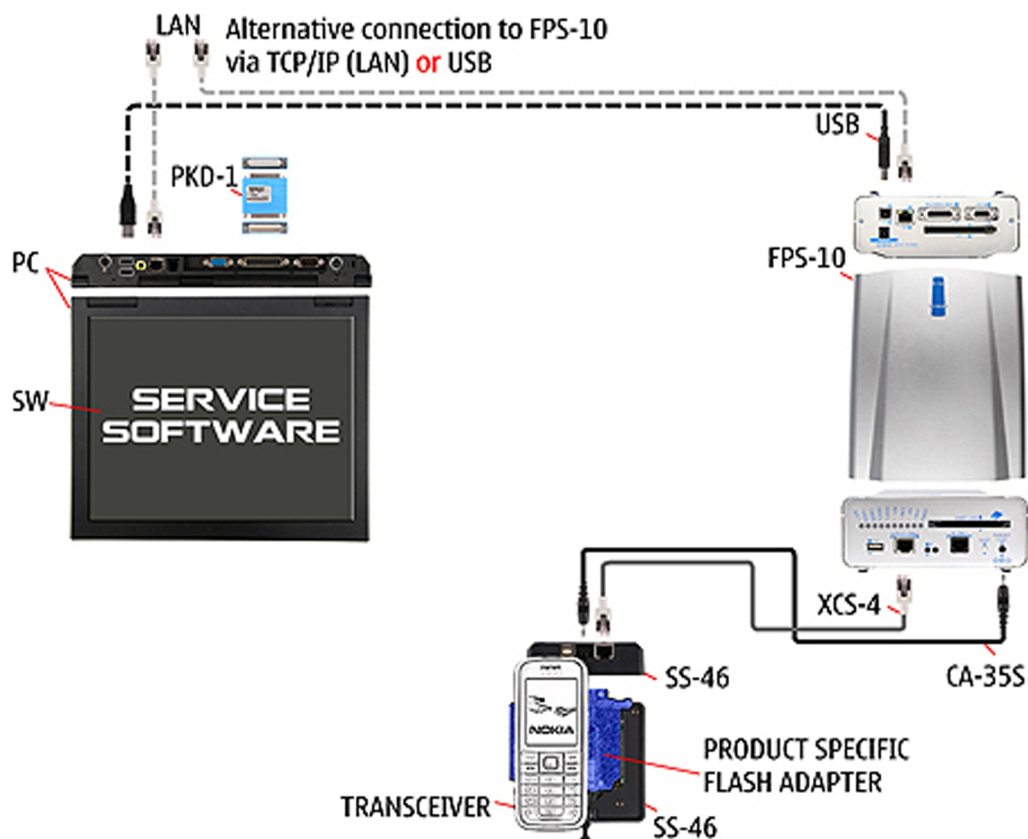 LAN
Alternative connection to FPS-10
via TCP/IP (LAN) or USB
USB
PKD-1
PC
FPS-10
SW
SERVICE
SOFTWARE
XCS-4
CA-35S
SS-46
NOKIA
PRODUCT SPECIFIC
FLASH ADAPTER
TRANSCEIVER
SS-46